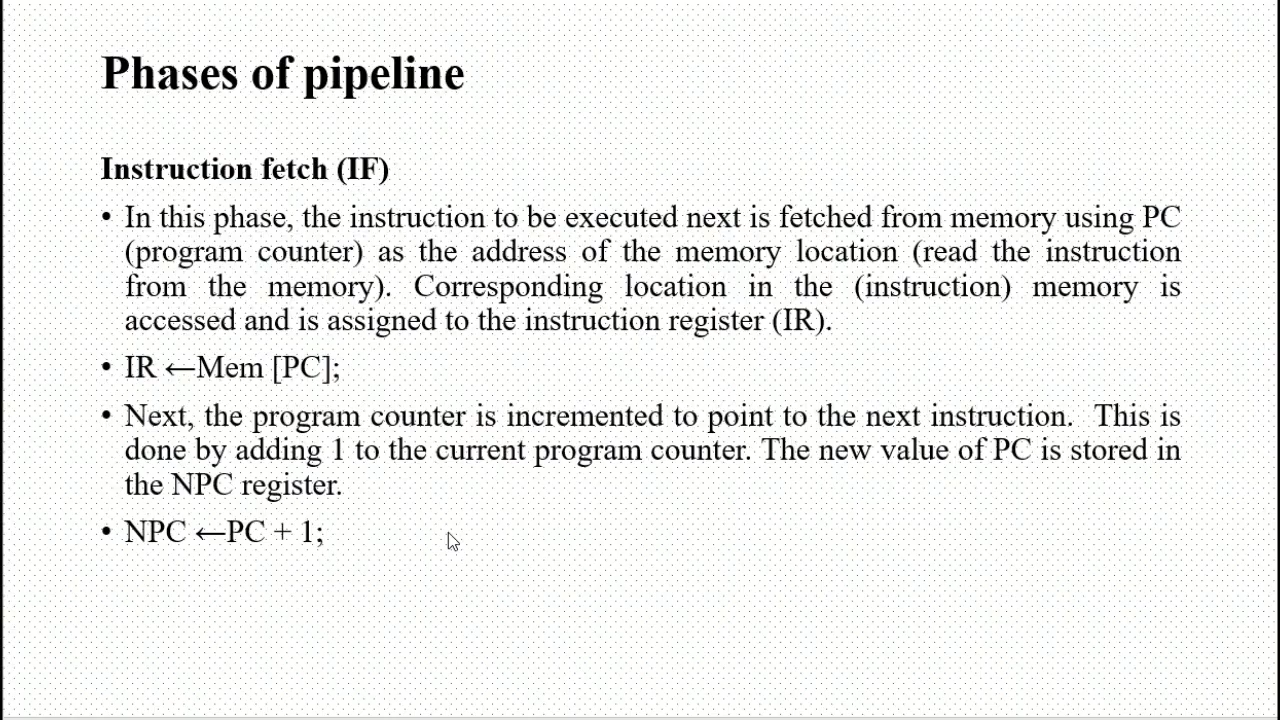 Phases of pipeline
Instruction fetch (IF)
• In this phase, the instruction to be executed next is fetched from memory using PC
(program counter) as the address of the memory location (read the instruction
from the memory). Corresponding location in the (instruction) memory is
accessed and is assigned to the instruction register (IR).
• IR ←Mem [PC];
• Next, the program counter is incremented to point to the next instruction. This is
done by adding 1 to the current program counter. The new value of PC is stored in
the NPC register.
• NPC ←PC + 1;